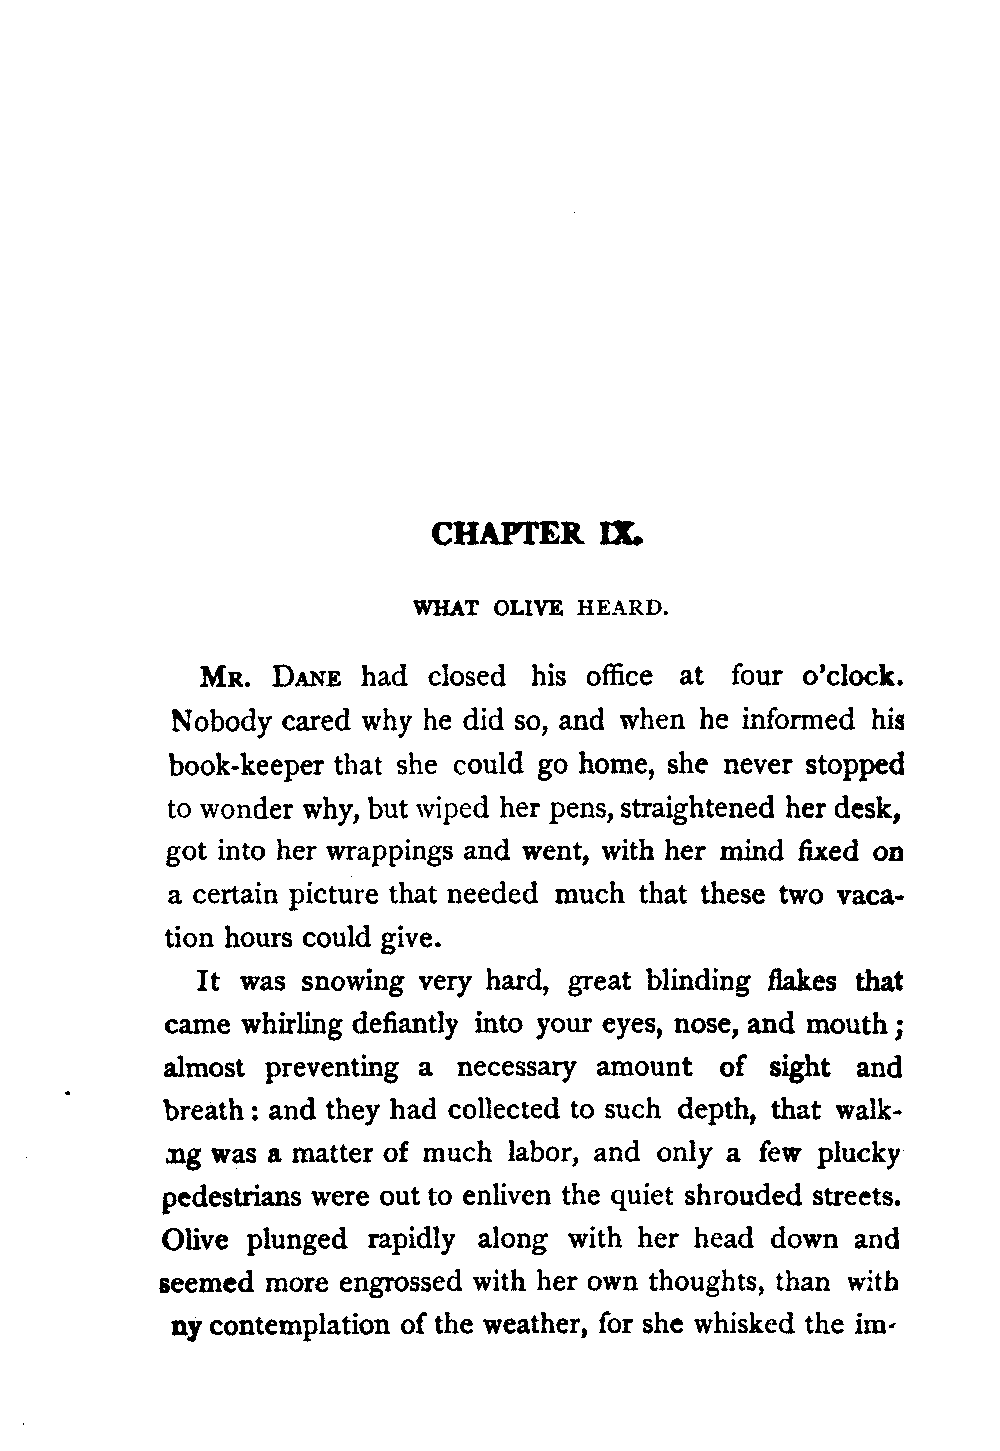 CHAPTER IX.
WHAT OLIVE HEARD.
MR. DANE had closed his office at four o'clock.
Nobody cared why he did so, and when he informed his
book-keeper that she could go home, she never stopped
to wonder why, but wiped her pens, straightened her desk,
got into her wrappings and went, with her mind fixed on
a certain picture that needed much that these two vaca-
tion hours could give.
It was snowing very hard, great blinding flakes that
came whirling defiantly into your eyes, nose, and mouth;
almost preventing a necessary amount of sight and
breath: and they had collected to such depth, that walk-
ng was a matter of much labor, and only a few plucky
pedestrians were out to enliven the quiet shrouded streets.
Olive plunged rapidly along with her head down and
seemed more engrossed with her own thoughts, than with
ny contemplation of the weather, for she whisked the im-